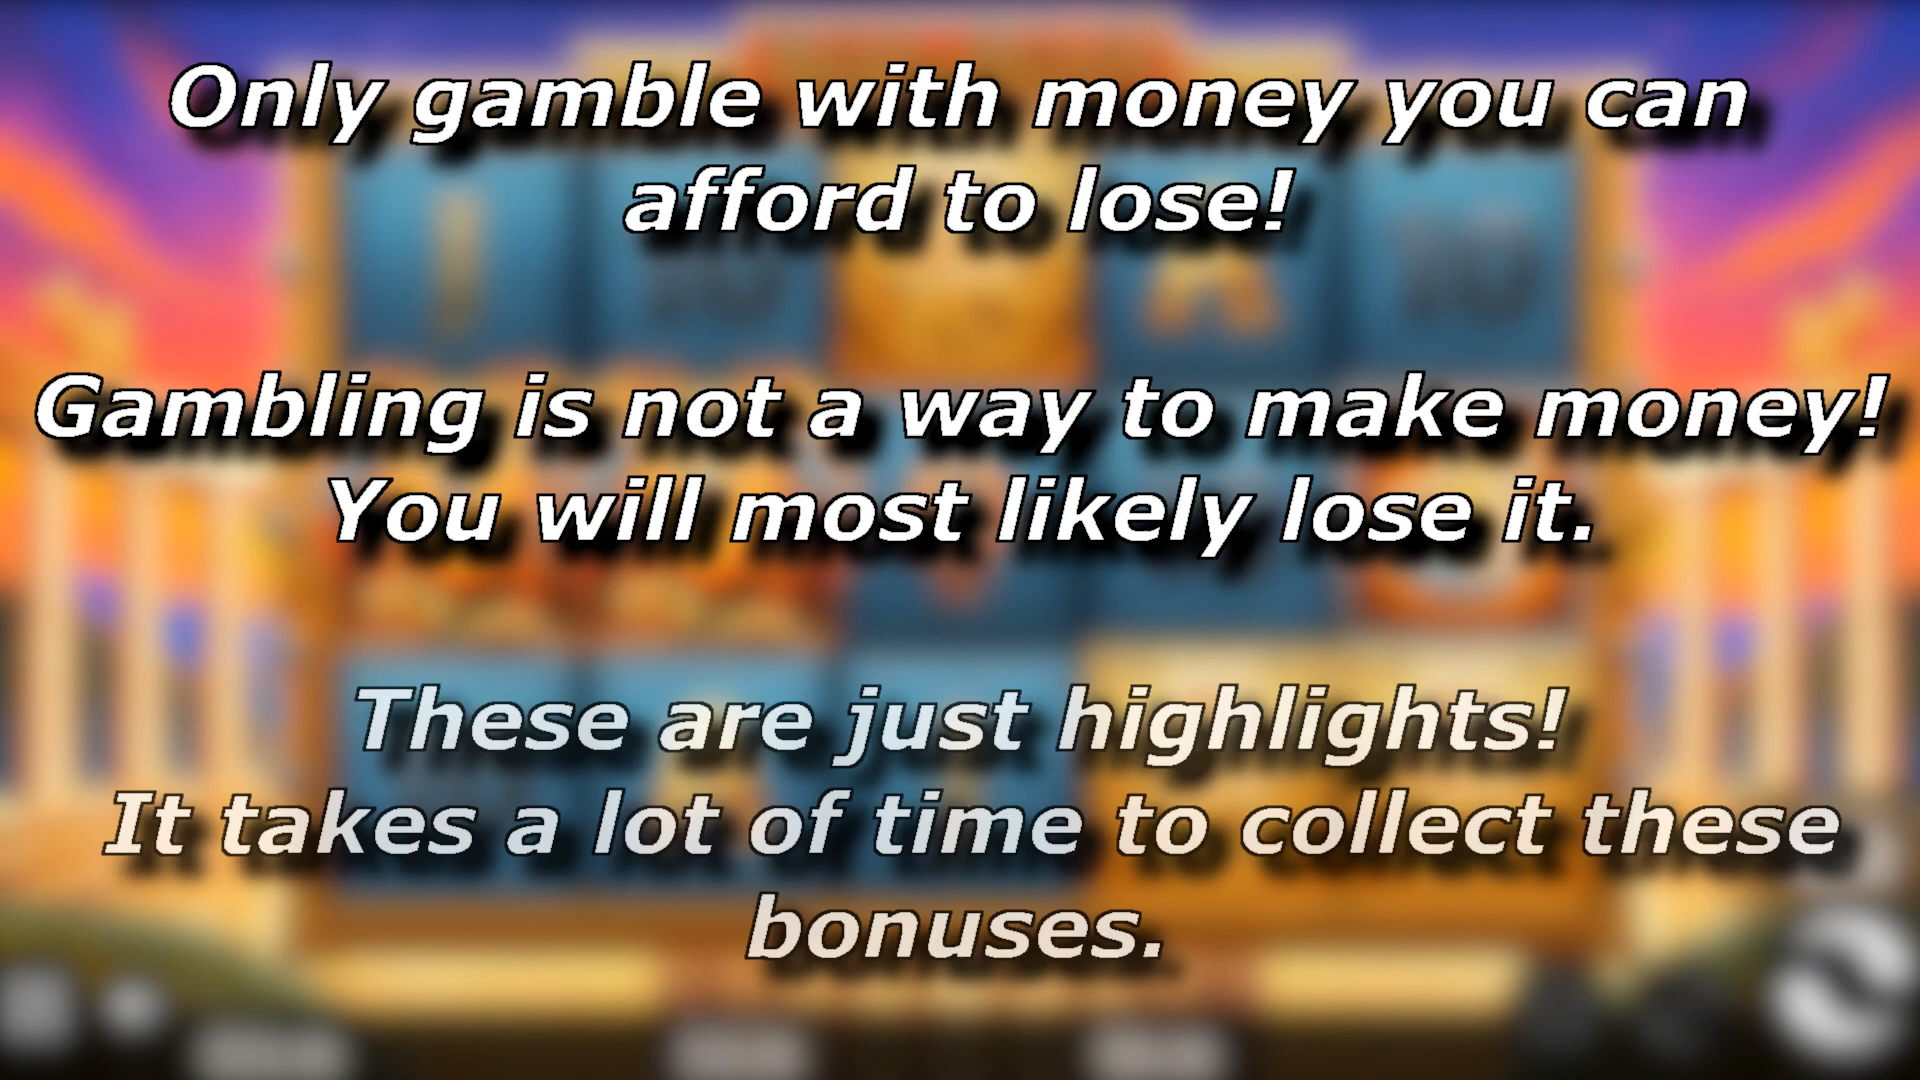 Only gamble with money you can
afford to lose!
Gambling is not a way to make money!
You will most likely lose it.
These are just highlights!
It takes a lot of time to collect these
bonuses.